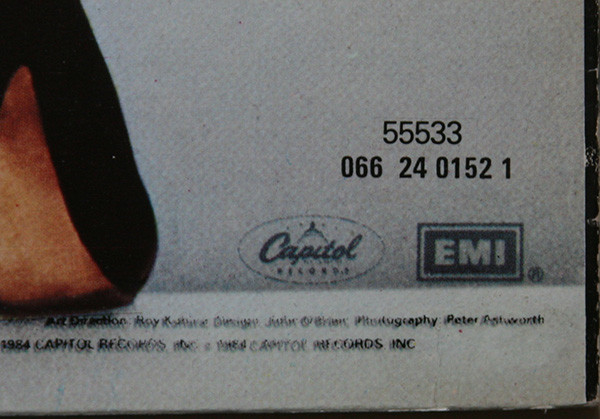 55533
066 24 0152 1
Capitol
RECORDS
EMI
®
Art Direction: Roy Kohara Design: John O'Brien Photography Peter Ashworth
1984 CAPITOL RECORDS, INC. 1984 CAPITOL RECORDS INC